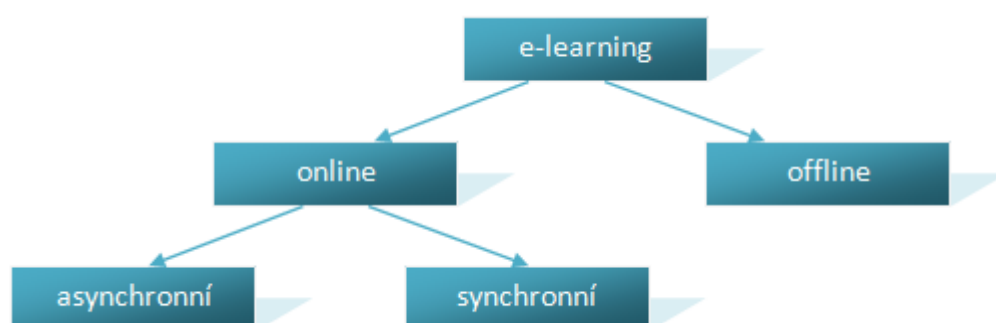 e-learning
online
offline
asynchronní
synchronní